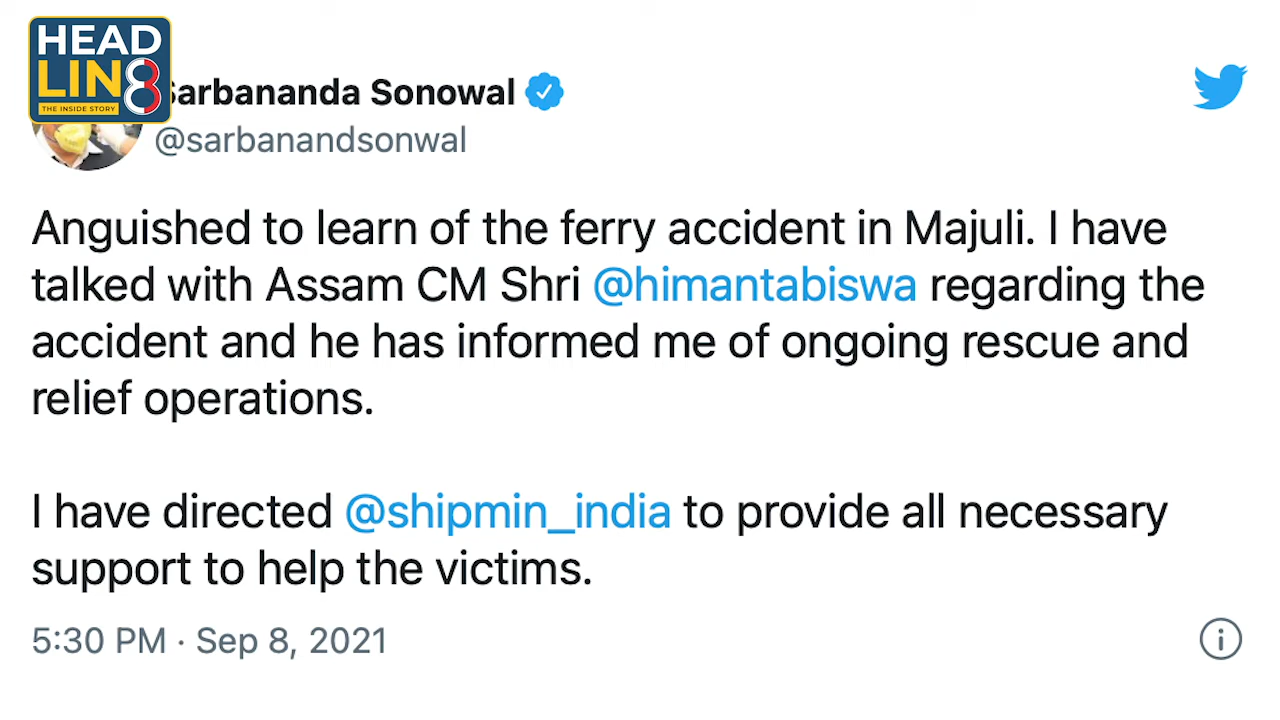 HEAD
LIN8
THE INSIDE STORY
Sarbananda Sonowal
@sarbanandsonwal
Anguished to learn of the ferry accident in Majuli. I have
talked with Assam CM Shri @himantabiswa regarding the
accident and he has informed me of ongoing rescue and
relief operations.
I have directed @shipmin_india to provide all necessary
support to help the victims.
5:30 PM · Sep 8, 2021